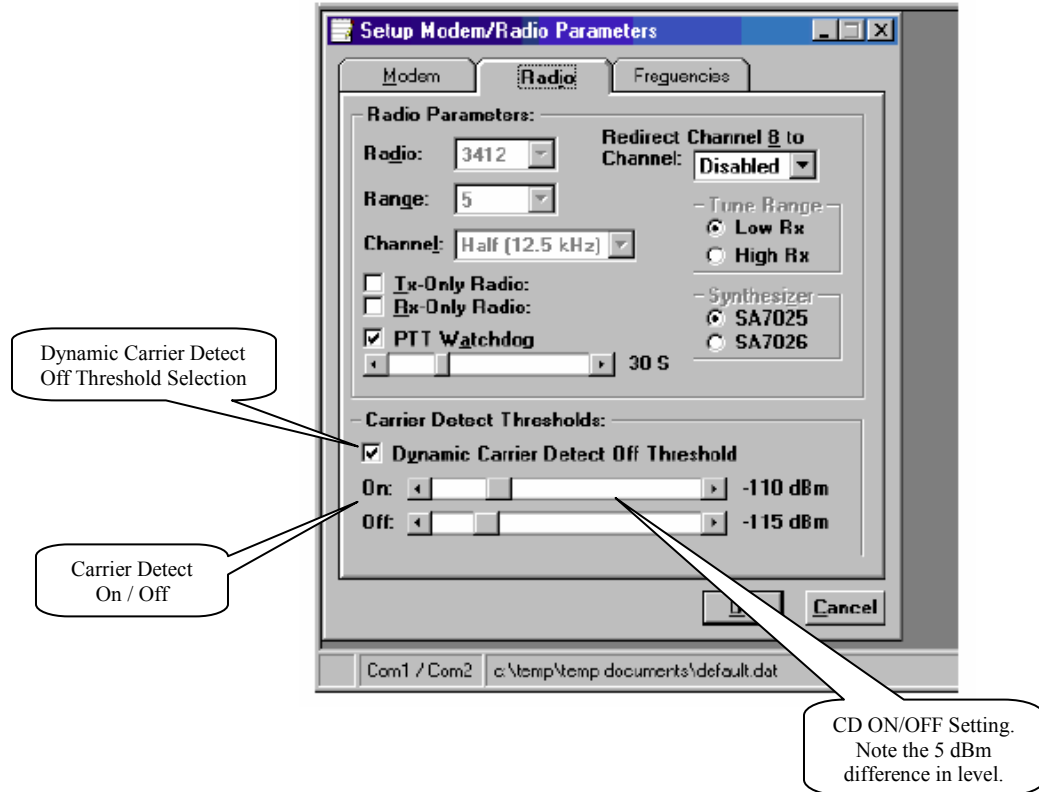 Setup Modem/Radio Parameters
Modem
Radio
Frequencies
Radio Parameters:
Radio:
3412
Redirect Channel 8 to
Channel:
Disabled
Range:
5
Tune Range
Low Rx
High Rx
Channel:
Half (12.5 kHz)
Tx-Only Radio:
Rx-Only Radio:
Synthesizer
SA7025
SA7026
PTT Watchdog
30 S
Dynamic Carrier Detect
Off Threshold Selection
Carrier Detect Thresholds:
Dynamic Carrier Detect Off Threshold
On:
-110 dBm
Off:
-115 dBm
Carrier Detect
On / Off
Cancel
Com1 / Com2
c:\temp\temp documents\default.dat
CD ON/OFF Setting.
Note the 5 dBm
difference in level.